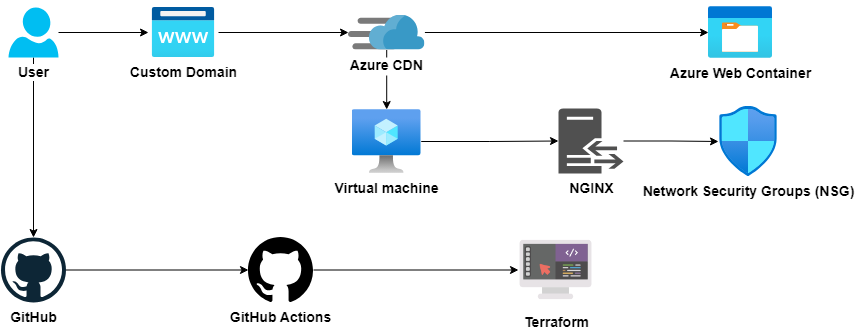 www
User
Custom Domain
Azure CDN
Azure Web Container
</>
Virtual machine
NGINX
Network Security Groups (NSG)
GitHub
GitHub Actions
Terraform